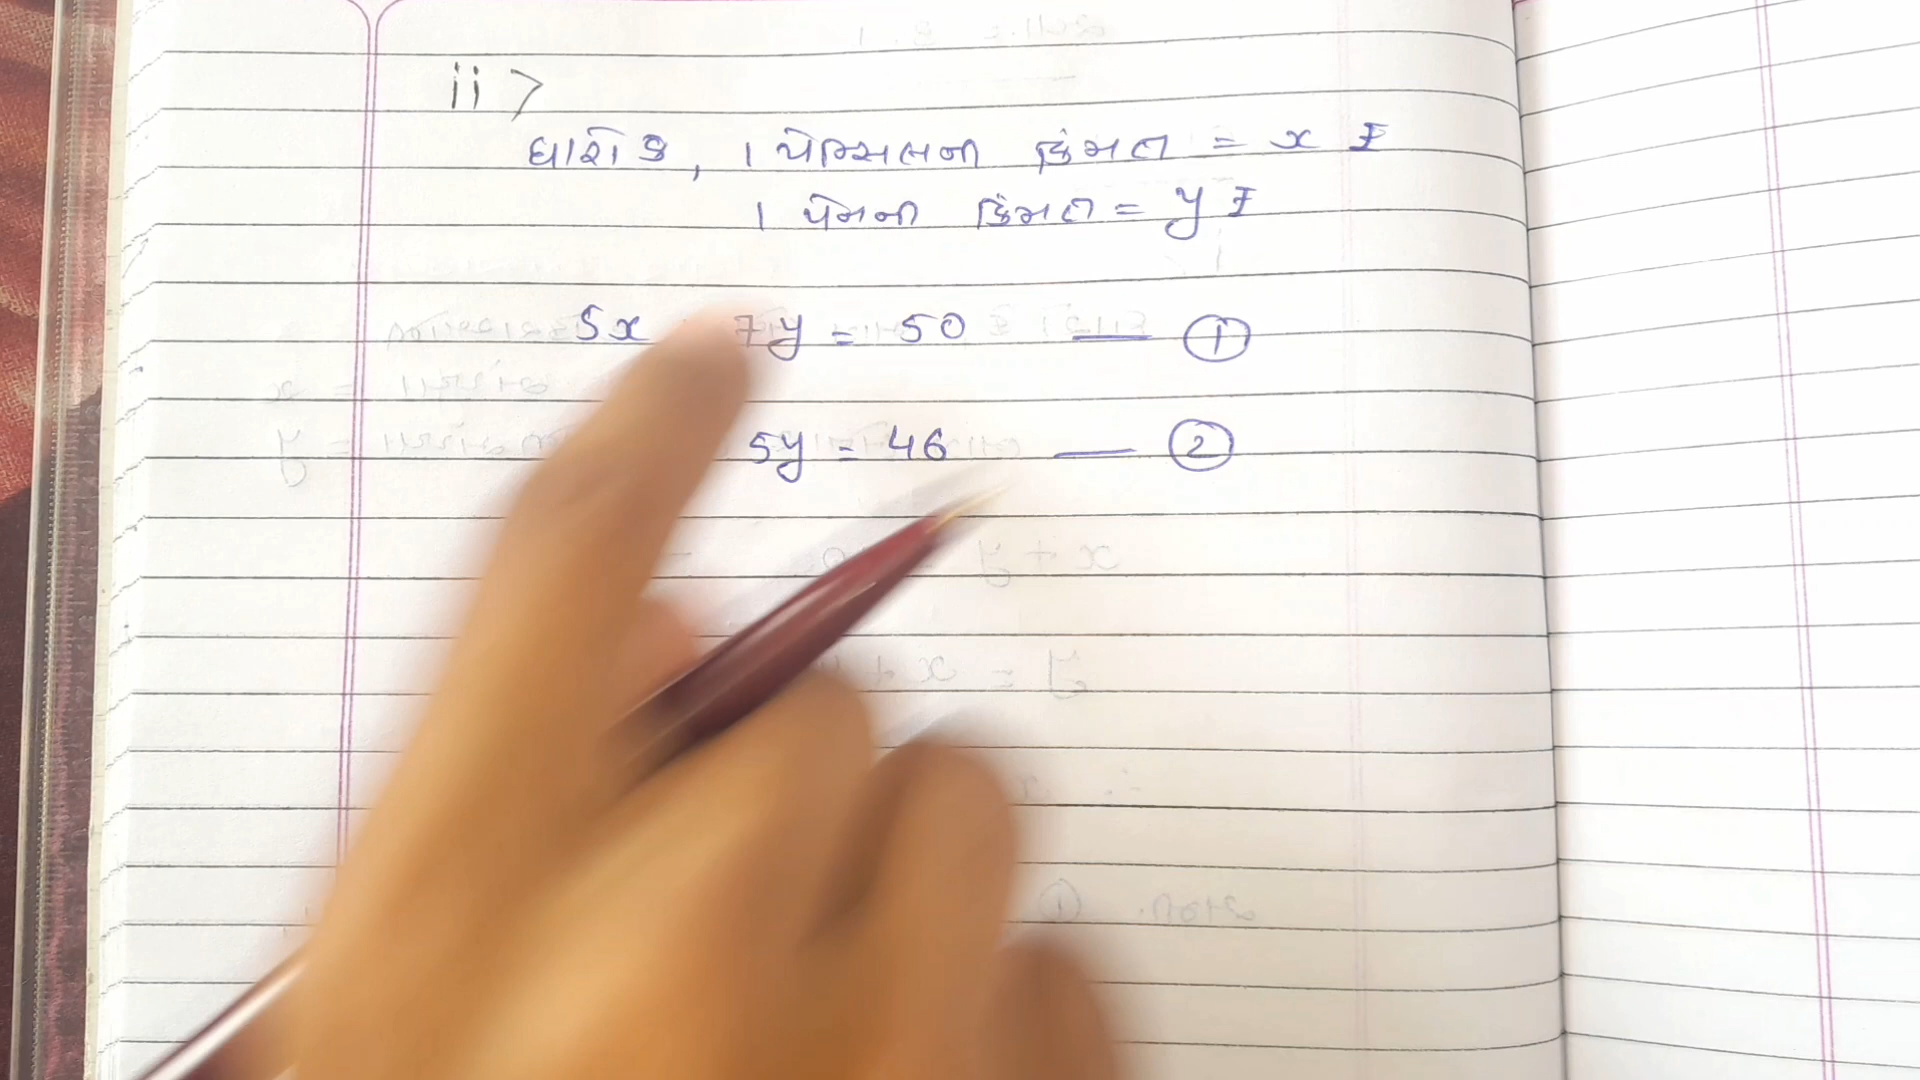 ii >
ધારો કે, 1 પેન્સિલની કિંમત = x ₹
1 પેનની કિંમત = y ₹
5x 7y = 50 — ①
5y = 46 — ②